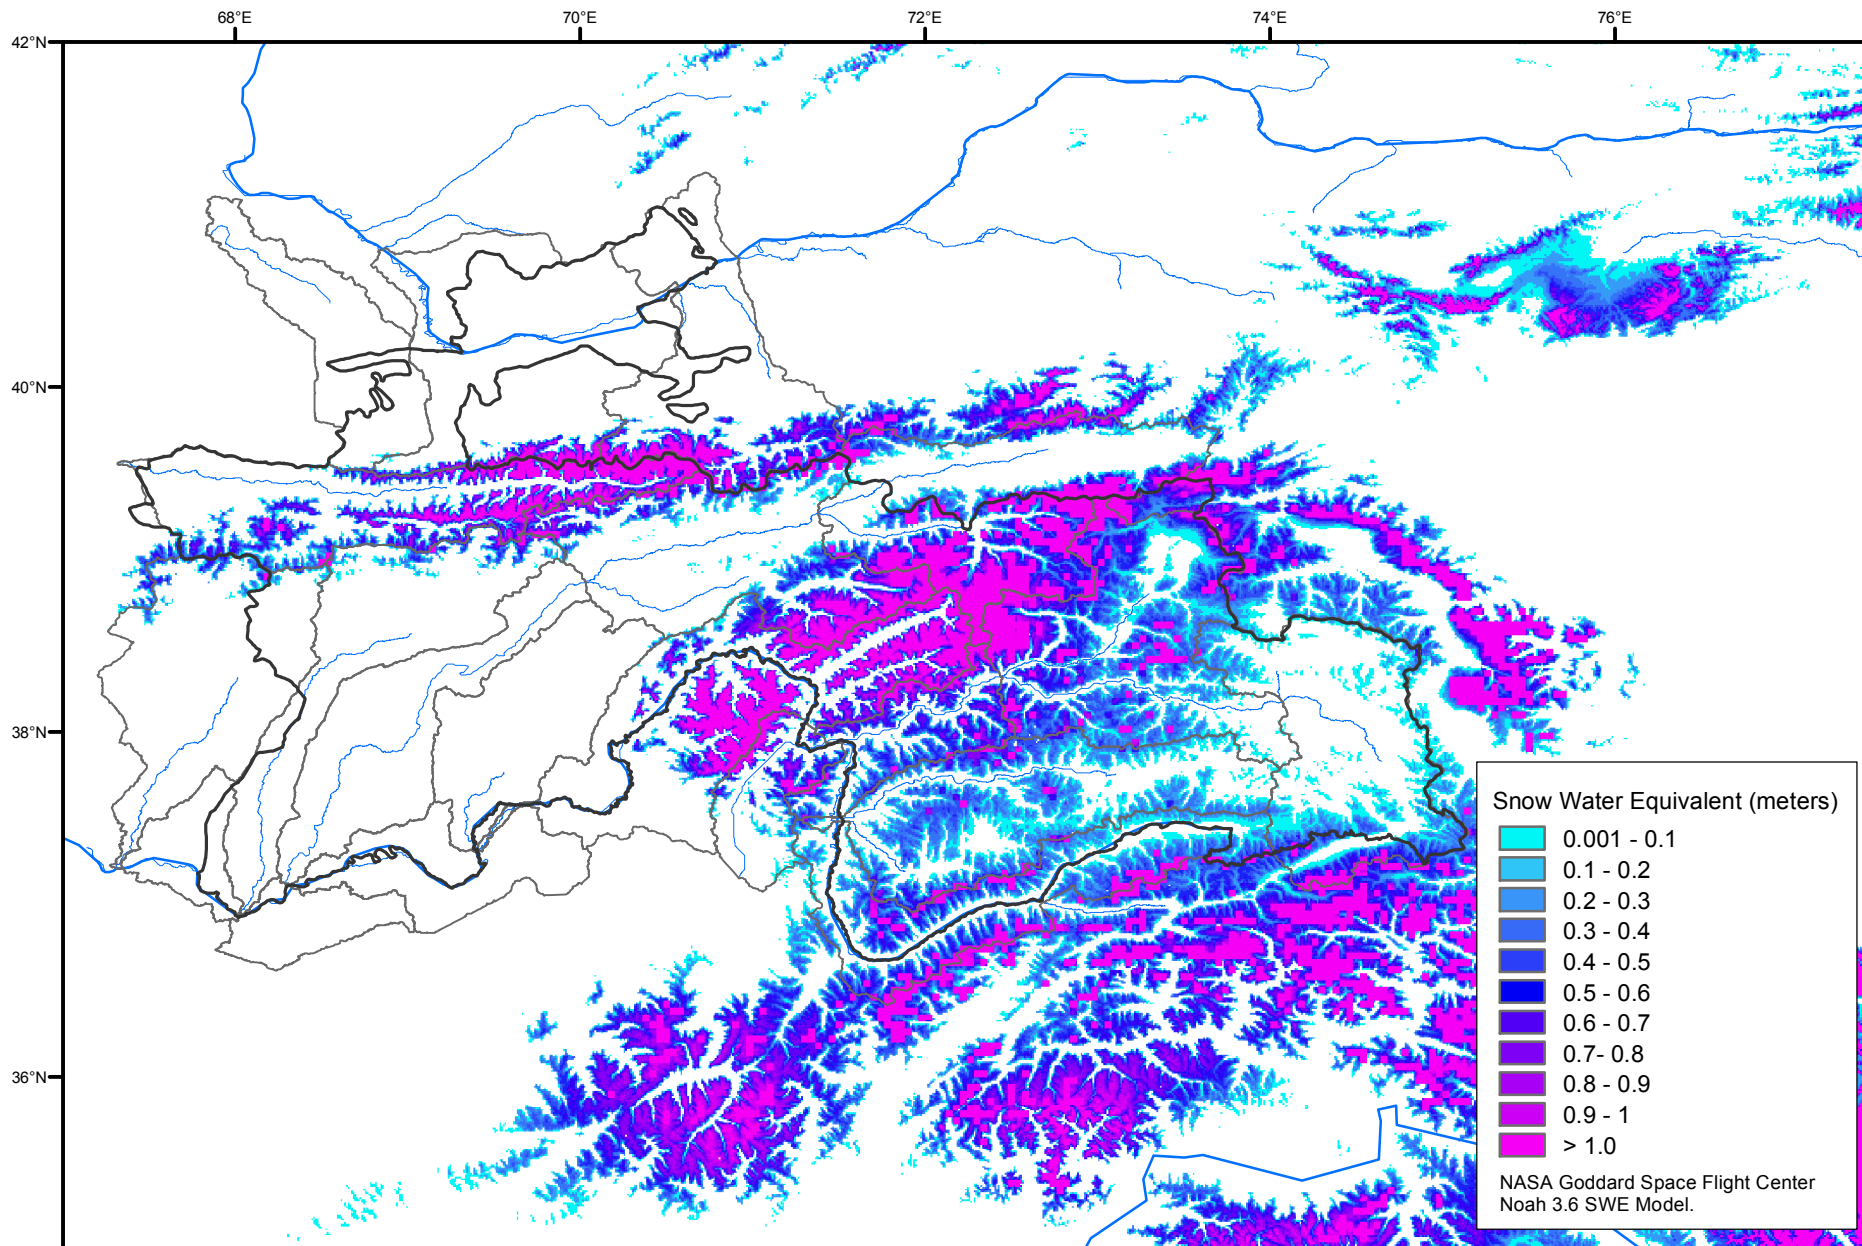 68°E 70°E 72°E 74°E 76°E
42°N
40°N
38°N
36°N
Snow Water Equivalent (meters)
0.001 - 0.1
0.1 - 0.2
0.2 - 0.3
0.3 - 0.4
0.4 - 0.5
0.5 - 0.6
0.6 - 0.7
0.7- 0.8
0.8 - 0.9
0.9 - 1
> 1.0
NASA Goddard Space Flight Center
Noah 3.6 SWE Model.